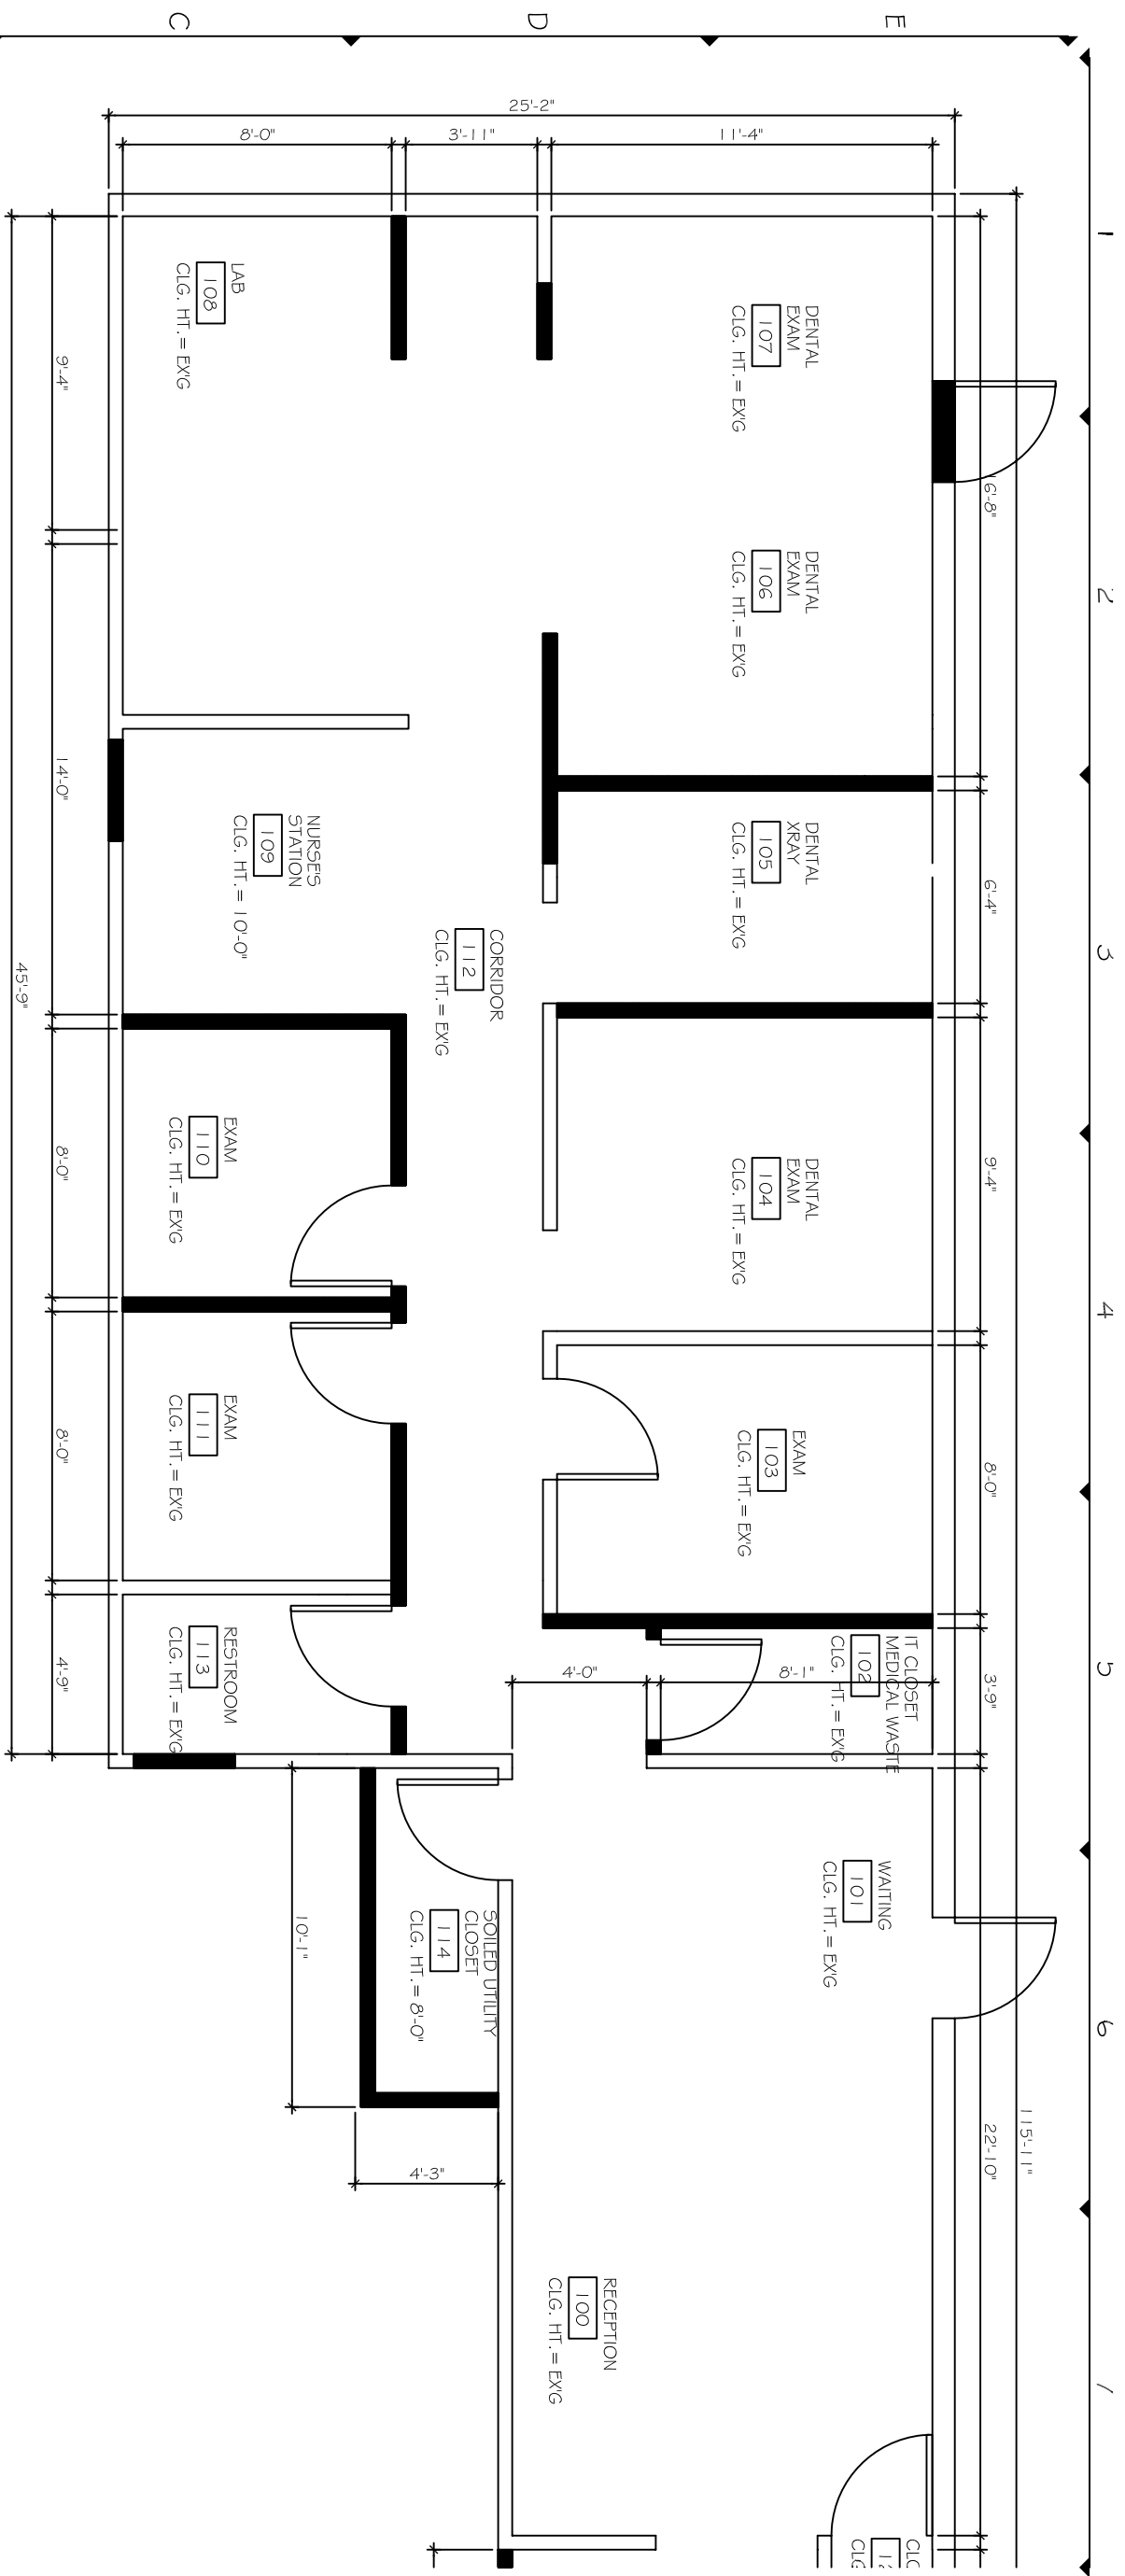 C
D
E
1
2
3
4
5
6
25'-2"
8'-0"
3'-11"
11'-4"
115'-11"
6'-4"
9'-4"
8'-0"
3'-9"
22'-10"
DENTAL
EXAM
107
CLG. HT.= EX'G
DENTAL
EXAM
106
CLG. HT.= EX'G
DENTAL
XRAY
105
CLG. HT.= EX'G
DENTAL
EXAM
104
CLG. HT.= EX'G
EXAM
103
CLG. HT.= EX'G
IT CLOSET
MEDICAL WASTE
102
CLG. HT.= EX'G
8'-1"
4'-0"
WAITING
101
CLG. HT.= EX'G
RECEPTION
100
CLG. HT.= EX'G
CORRIDOR
112
CLG. HT.= EX'G
LAB
108
CLG. HT.= EX'G
NURSE'S
STATION
109
CLG. HT.= 10'-0"
EXAM
110
CLG. HT.= EX'G
EXAM
111
CLG. HT.= EX'G
RESTROOM
113
CLG. HT.= EX'G
SOILED UTILITY
CLOSET
114
CLG. HT.= 8'-0"
10'-1"
4'-3"
9'-4"
14'-0"
8'-0"
8'-0"
4'-9"
45'-9"